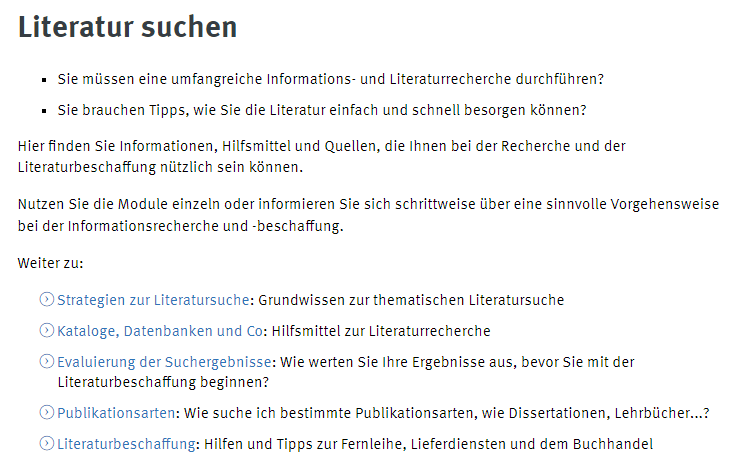 Literatur suchen
Sie müssen eine umfangreiche Informations- und Literaturrecherche durchführen?
Sie brauchen Tipps, wie Sie die Literatur einfach und schnell besorgen können?
Hier finden Sie Informationen, Hilfsmittel und Quellen, die Ihnen bei der Recherche und der
Literaturbeschaffung nützlich sein können.
Nutzen Sie die Module einzeln oder informieren Sie sich schrittweise über eine sinnvolle Vorgehensweise
bei der Informationsrecherche und -beschaffung.
Weiter zu:
Strategien zur Literatursuche: Grundwissen zur thematischen Literatursuche
Kataloge, Datenbanken und Co: Hilfsmittel zur Literaturrecherche
Evaluierung der Suchergebnisse: Wie werten Sie Ihre Ergebnisse aus, bevor Sie mit der
Literaturbeschaffung beginnen?
Publikationsarten: Wie suche ich bestimmte Publikationsarten, wie Dissertationen, Lehrbücher...?
Literaturbeschaffung: Hilfen und Tipps zur Fernleihe, Lieferdiensten und dem Buchhandel